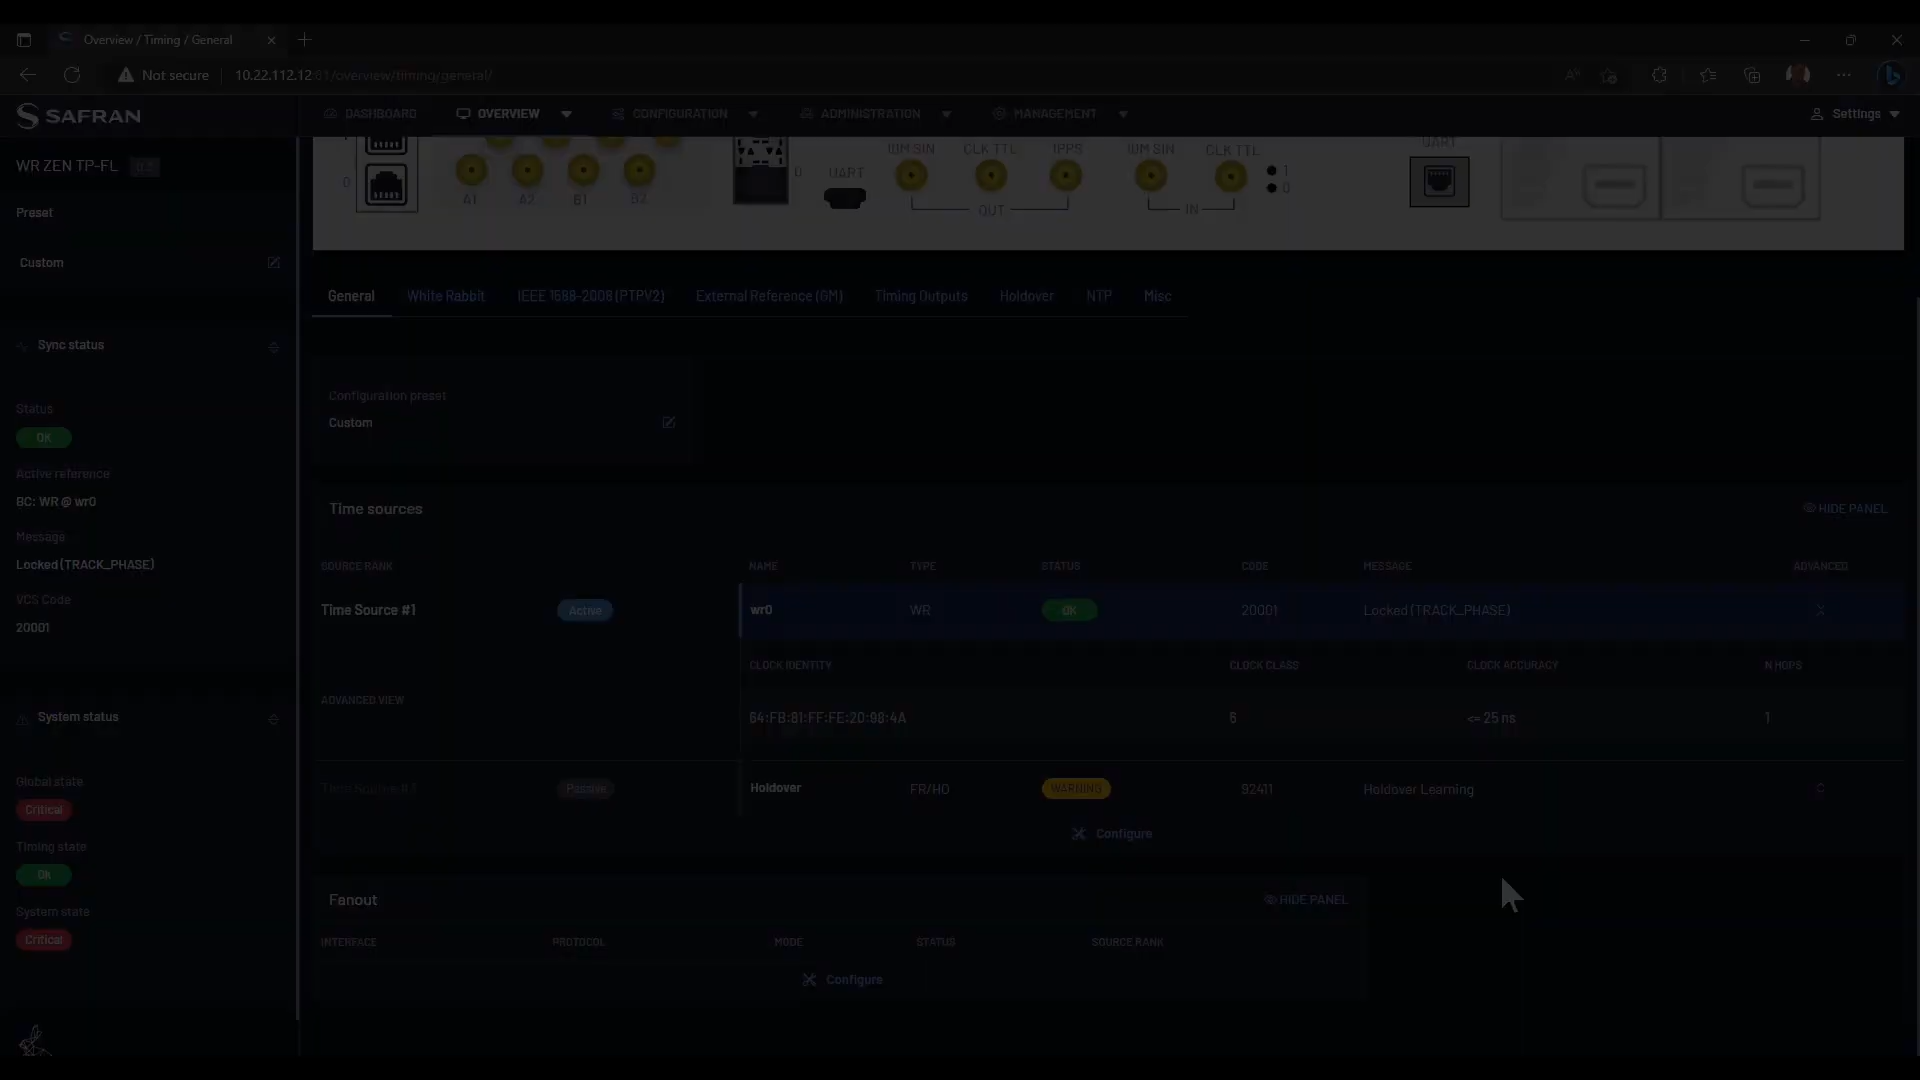 Overview / Timing / General
Not secure
10.22.112.12:61/overview/timing/general/
SAFRAN
DASHBOARD
OVERVIEW
CONFIGURATION
ADMINISTRATION
MANAGEMENT
Settings
WR ZEN TP-FL
Preset
Custom
Sync status
Status
OK
Active reference
BC: WR @ wr0
Message
Locked (TRACK_PHASE)
VCS Code
20001
System status
Global state
Critical
Timing state
Ok
System state
Critical
0
A1
A2
B1
B2
0
UART
10M SIN
CLK TTL
1PPS
OUT
10M SIN
CLK TTL
IN
1
0
UART
General
White Rabbit
IEEE 1588-2008 (PTPV2)
External Reference (GM)
Timing Outputs
Holdover
NTP
Misc
Configuration preset
Custom
Time sources
HIDE PANEL
SOURCE RANK
NAME
TYPE
STATUS
CODE
MESSAGE
ADVANCED
Time Source #1
Active
wr0
WR
OK
20001
Locked (TRACK_PHASE)
CLOCK IDENTITY
CLOCK CLASS
CLOCK ACCURACY
N HOPS
ADVANCED VIEW
64:FB:81:FF:FE:20:98:4A
6
<= 25 ns
1
Passive
Holdover
FR/HO
WARNING
92411
Holdover Learning
Configure
Fanout
HIDE PANEL
INTERFACE
PROTOCOL
MODE
STATUS
SOURCE RANK
Configure